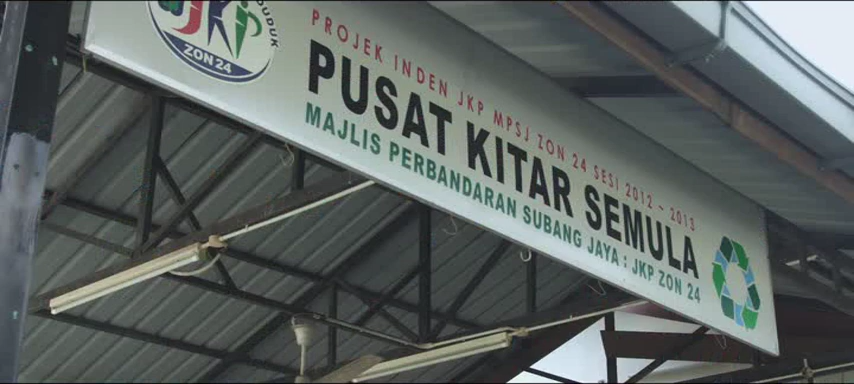 JKP
ZON 24
PROJEK INDEN JKP MPSJ ZON 24 SESI 2012 ~ 2013
PUSAT KITAR SEMULA
MAJLIS PERBANDARAN SUBANG JAYA : JKP ZON 24